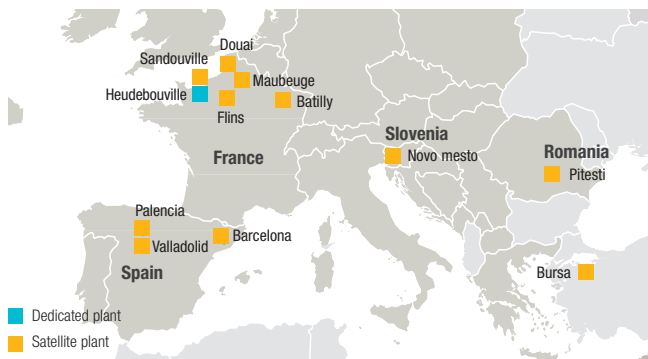 Douai
Sandouville
Maubeuge
Heudebouville
Batilly
Flins
Slovenia
Novo mesto
Romania
France
Pitesti
Palencia
Barcelona
Valladolid
Spain
Bursa
Dedicated plant
Satellite plant